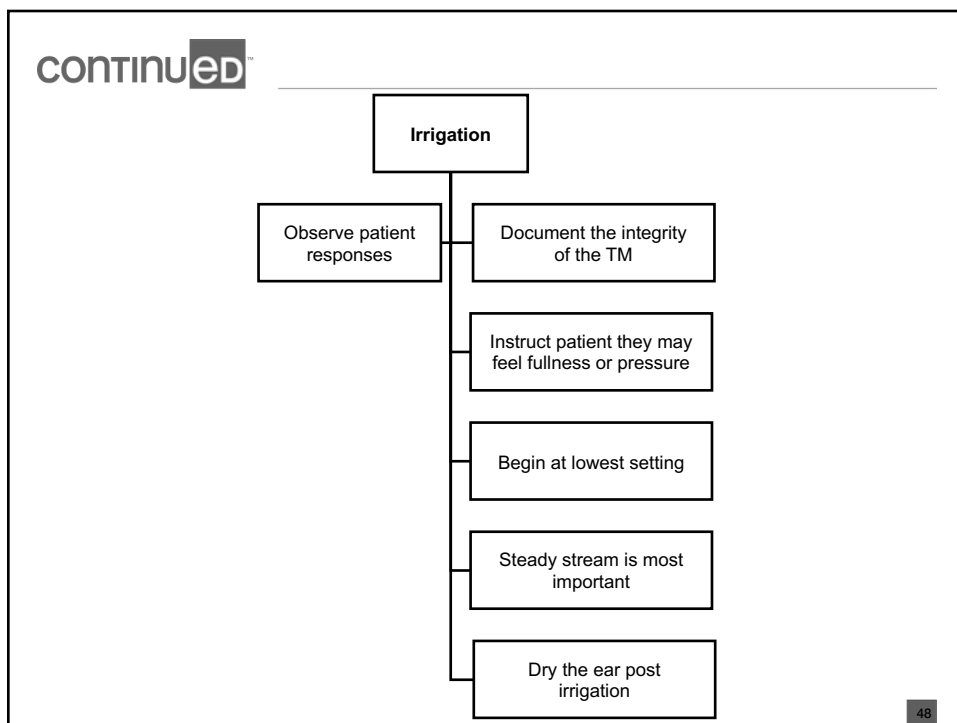 continued™
Irrigation
Observe patient
responses
Document the integrity
of the TM
Instruct patient they may
feel fullness or pressure
Begin at lowest setting
Steady stream is most
important
Dry the ear post
irrigation
48